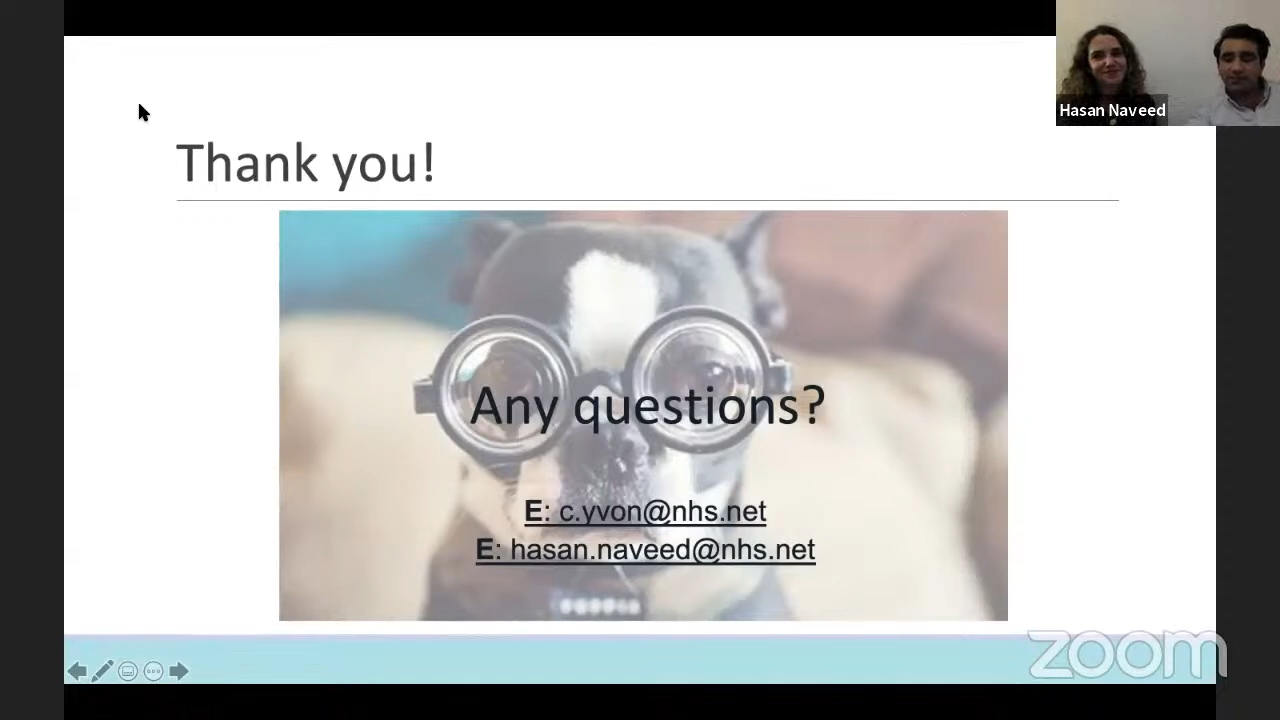 Hasan Naveed
Thank you!
Any questions?
E: c.yvon@nhs.net
E: hasan.naveed@nhs.net
zoom